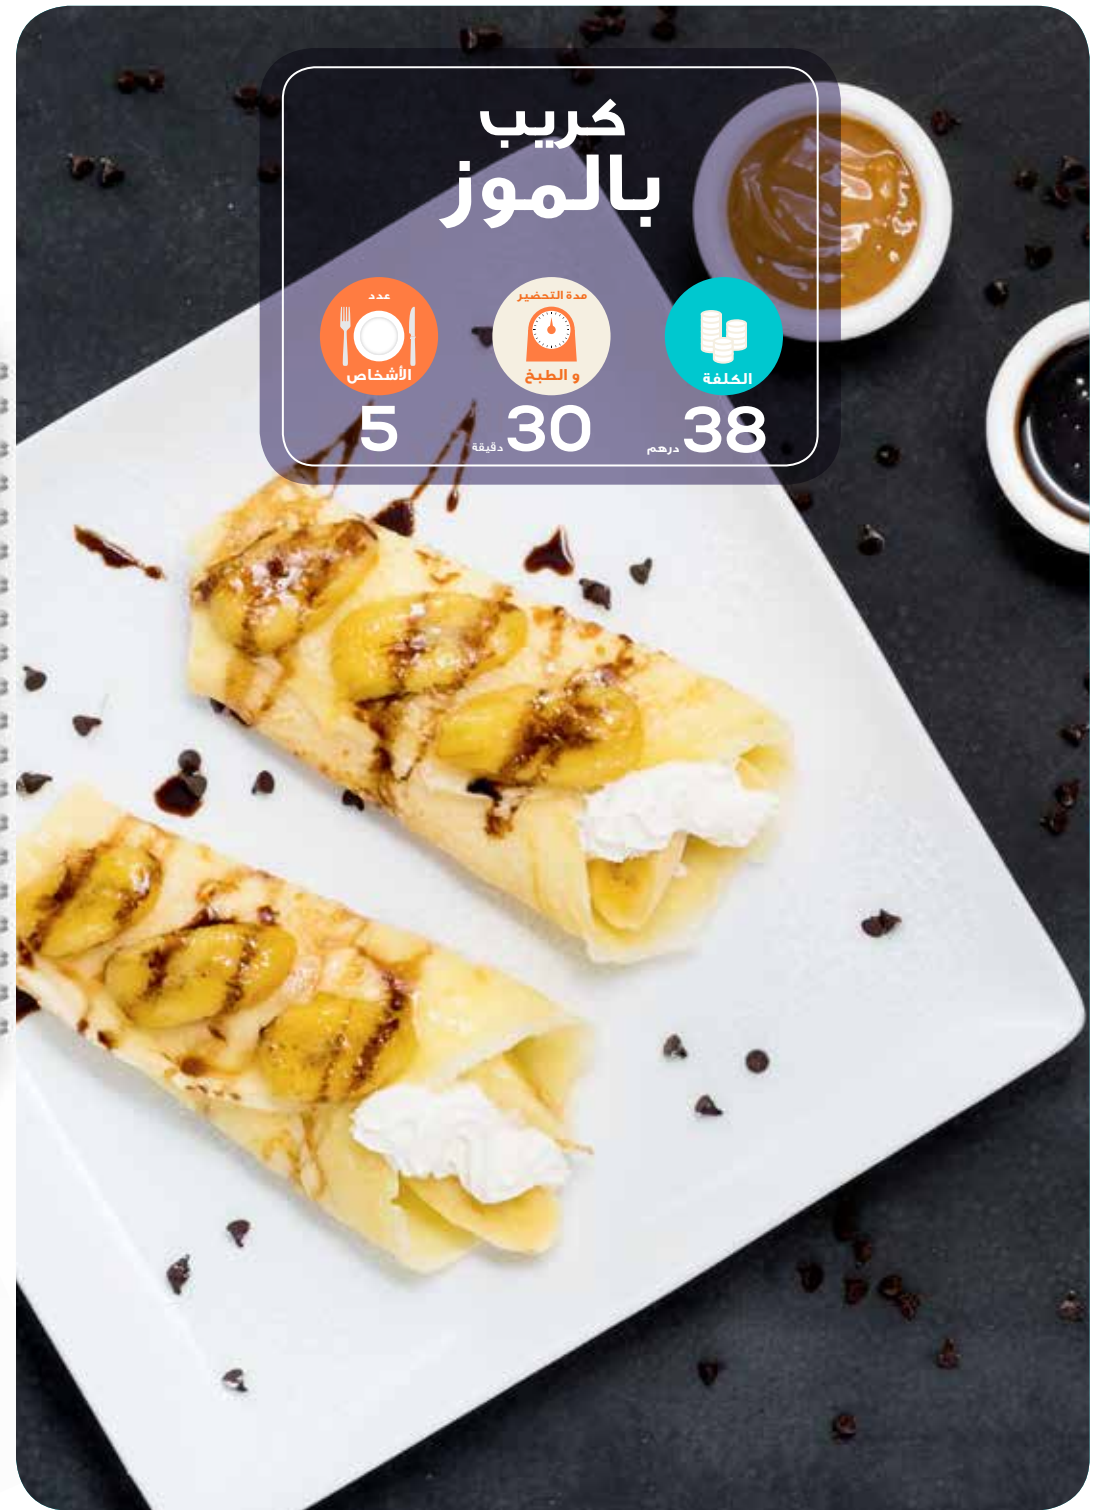 كريب
بالموز
الكلفة
38 درهم
مدة التحضير
و الطبخ
30 دقيقة
عدد
الأشخاص
5